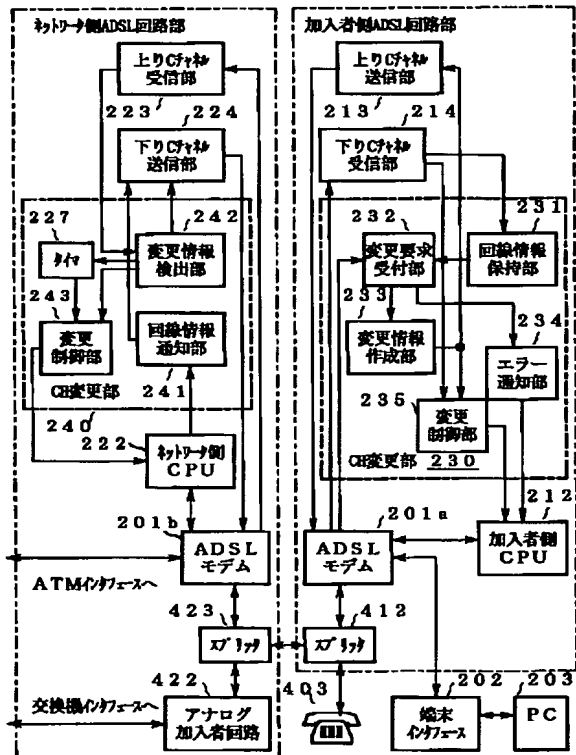 ネットワーク側ADSL回路部
上りCチャネル
受信部
223
224
下りCチャネル
送信部
227
242
タイマ
変更情報
検出部
243
変更
制御部
回線情報
通知部
CH変更部
241
240
222
ネットワーク側
CPU
201b
ADSL
モデム
ATMインタフェースへ
423
スプリッタ
422
交換機インタフェースへ
アナログ
加入者回路
加入者側ADSL回路部
上りCチャネル
送信部
213
214
下りCチャネル
受信部
232
231
変更要求
受付部
回線情報
保持部
233
234
変更情報
作成部
エラー
通知部
235
変更
制御部
CH変更部
230
212
201a
加入者側
CPU
ADSL
モデム
412
スプリッタ
403
202
203
端末
インタフェース
PC